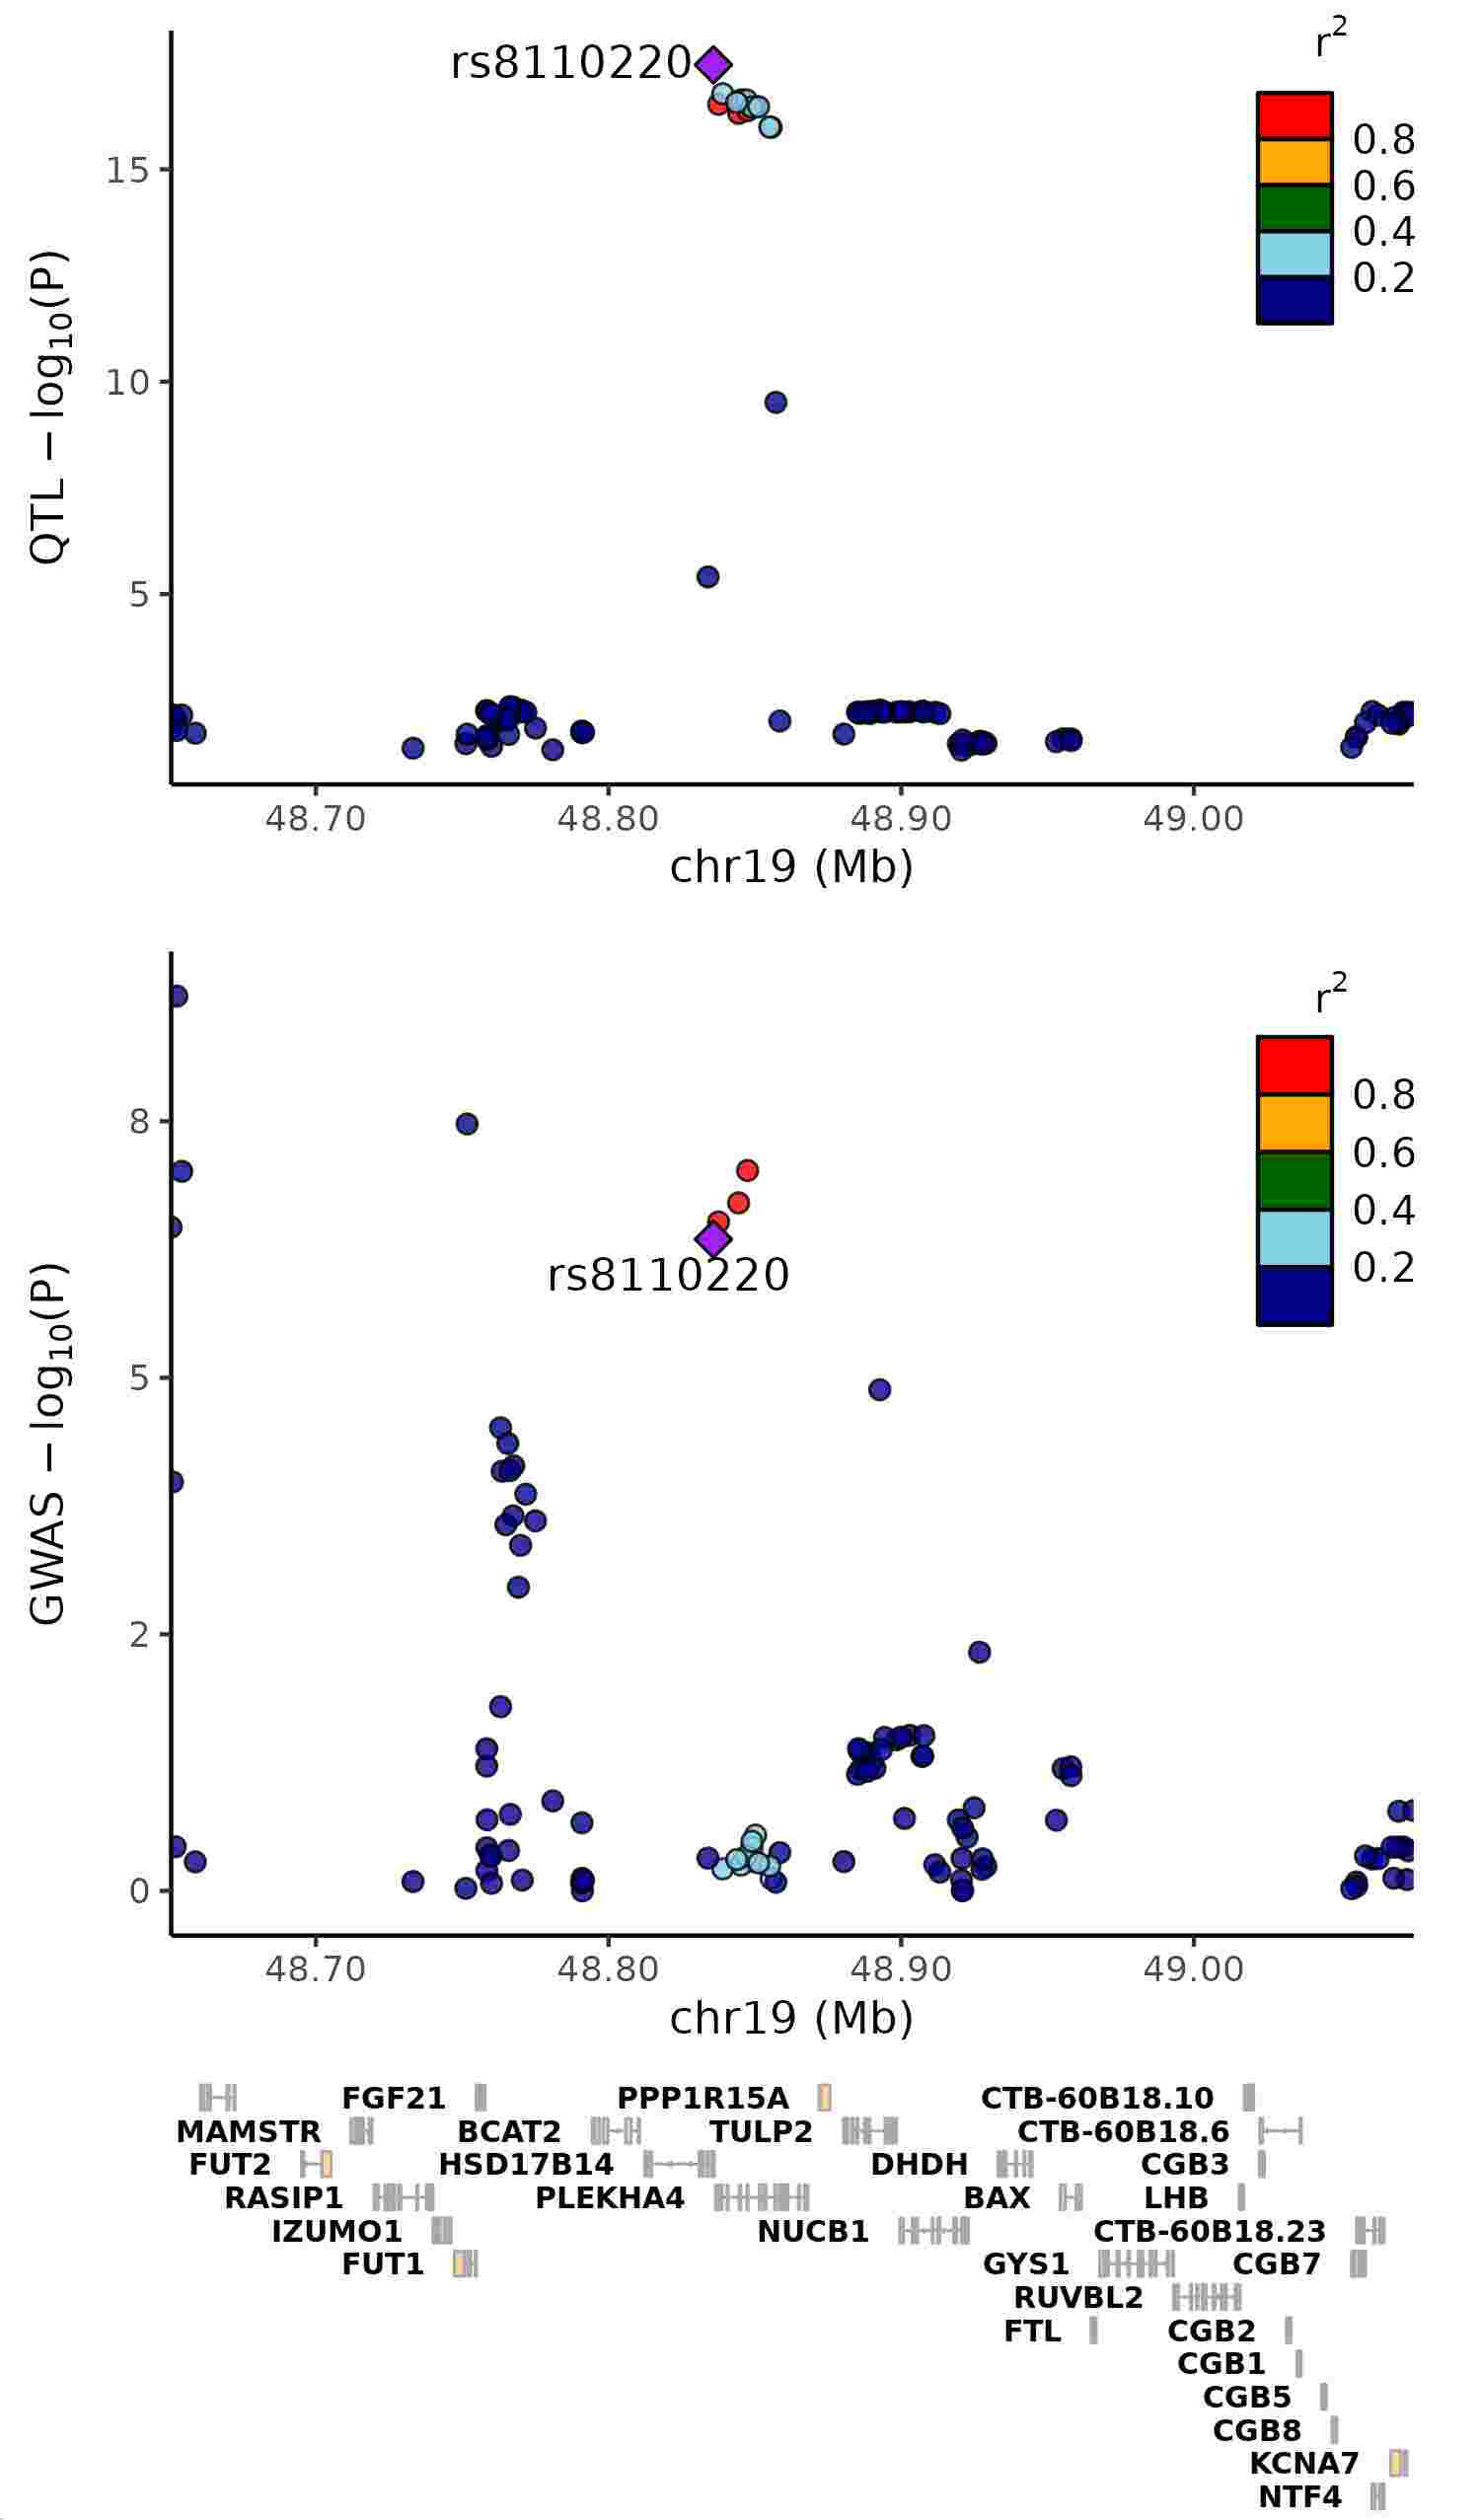 r²
rs8110220
0.8
0.6
0.4
0.2
15
10
5
QTL − log₁₀(P)
48.70 48.80 48.90 49.00
chr19 (Mb)
r²
0.8
0.6
0.4
0.2
rs8110220
8
5
2
0
GWAS − log₁₀(P)
48.70 48.80 48.90 49.00
chr19 (Mb)
FGF21 PPP1R15A CTB-60B18.10
MAMSTR BCAT2 TULP2 CTB-60B18.6
FUT2 HSD17B14 DHDH CGB3
RASIP1 PLEKHA4 BAX LHB
IZUMO1 NUCB1 CTB-60B18.23
FUT1 GYS1 CGB7
RUVBL2
FTL CGB2
CGB1
CGB5
CGB8
KCNA7
NTF4